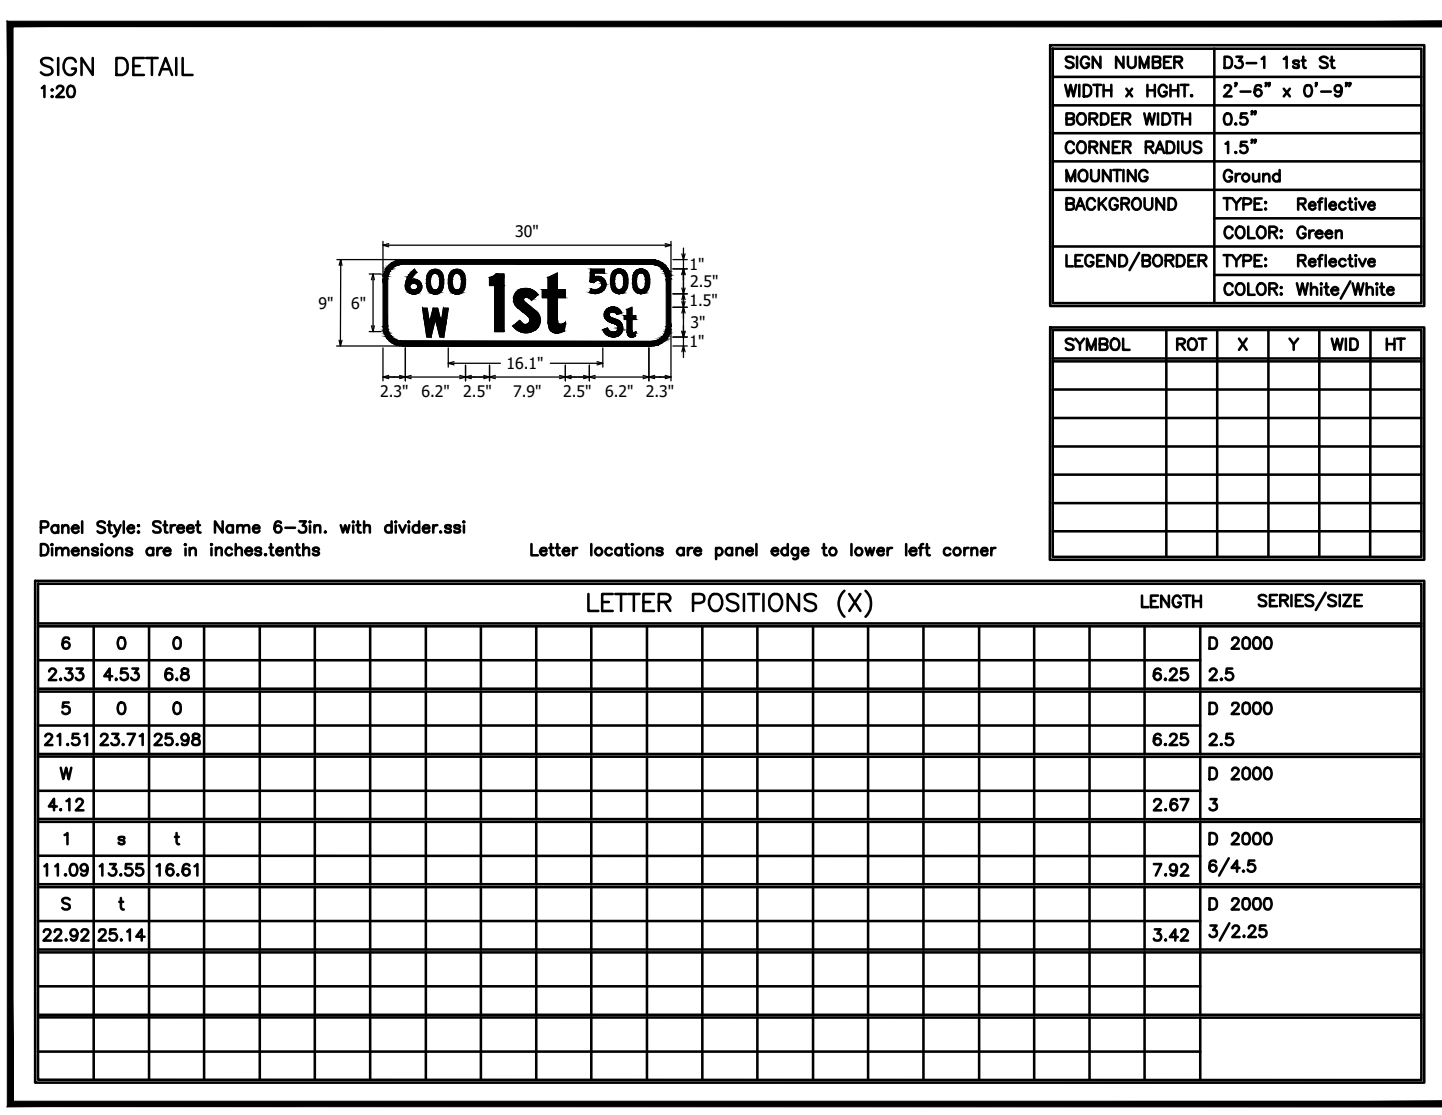 SIGN DETAIL
1:20
SIGN NUMBER D3-1 1st St
WIDTH x HGHT. 2'-6" x 0'-9"
BORDER WIDTH 0.5"
CORNER RADIUS 1.5"
MOUNTING Ground
BACKGROUND TYPE: Reflective
COLOR: Green
LEGEND/BORDER TYPE: Reflective
COLOR: White/White
30"
9" 6"
600 1st 500
W St
1"
2.5"
1.5"
3"
1"
16.1"
2.3" 6.2" 2.5" 7.9" 2.5" 6.2" 2.3"
SYMBOL ROT X Y WID HT
Panel Style: Street Name 6-3in. with divider.ssi
Dimensions are in inches.tenths Letter locations are panel edge to lower left corner
LETTER POSITIONS (X) LENGTH SERIES/SIZE
6 0 0 D 2000
2.33 4.53 6.8 6.25 2.5
5 0 0 D 2000
21.51 23.71 25.98 6.25 2.5
W D 2000
4.12 2.67 3
1 s t D 2000
11.09 13.55 16.61 7.92 6/4.5
S t D 2000
22.92 25.14 3.42 3/2.25